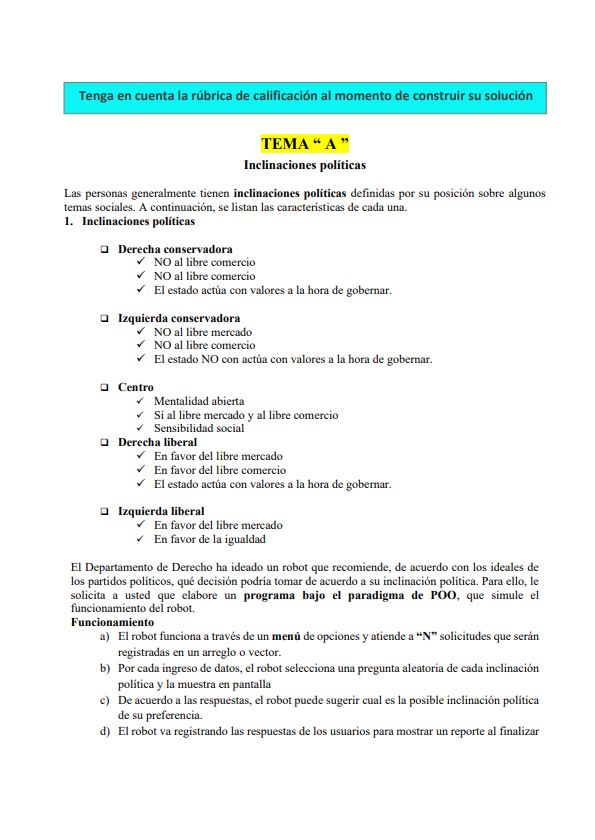 Tenga en cuenta la rúbrica de calificación al momento de construir su solución
TEMA “ A ”
Inclinaciones políticas
Las personas generalmente tienen inclinaciones políticas definidas por su posición sobre algunos
temas sociales. A continuación, se listan las características de cada una.
1. Inclinaciones políticas
❑ Derecha conservadora
✓ NO al libre comercio
✓ NO al libre comercio
✓ El estado actúa con valores a la hora de gobernar.
❑ Izquierda conservadora
✓ NO al libre mercado
✓ NO al libre comercio
✓ El estado NO con actúa con valores a la hora de gobernar.
❑ Centro
✓ Mentalidad abierta
✓ Sí al libre mercado y al libre comercio
✓ Sensibilidad social
❑ Derecha liberal
✓ En favor del libre mercado
✓ En favor del libre comercio
✓ El estado actúa con valores a la hora de gobernar.
❑ Izquierda liberal
✓ En favor del libre mercado
✓ En favor de la igualdad
El Departamento de Derecho ha ideado un robot que recomiende, de acuerdo con los ideales de
los partidos políticos, qué decisión podría tomar de acuerdo a su inclinación política. Para ello, le
solicita a usted que elabore un programa bajo el paradigma de POO, que simule el
funcionamiento del robot.
Funcionamiento
a) El robot funciona a través de un menú de opciones y atiende a “N” solicitudes que serán
registradas en un arreglo o vector.
b) Por cada ingreso de datos, el robot selecciona una pregunta aleatoria de cada inclinación
política y la muestra en pantalla
c) De acuerdo a las respuestas, el robot puede sugerir cual es la posible inclinación política
de su preferencia.
d) El robot va registrando las respuestas de los usuarios para mostrar un reporte al finalizar